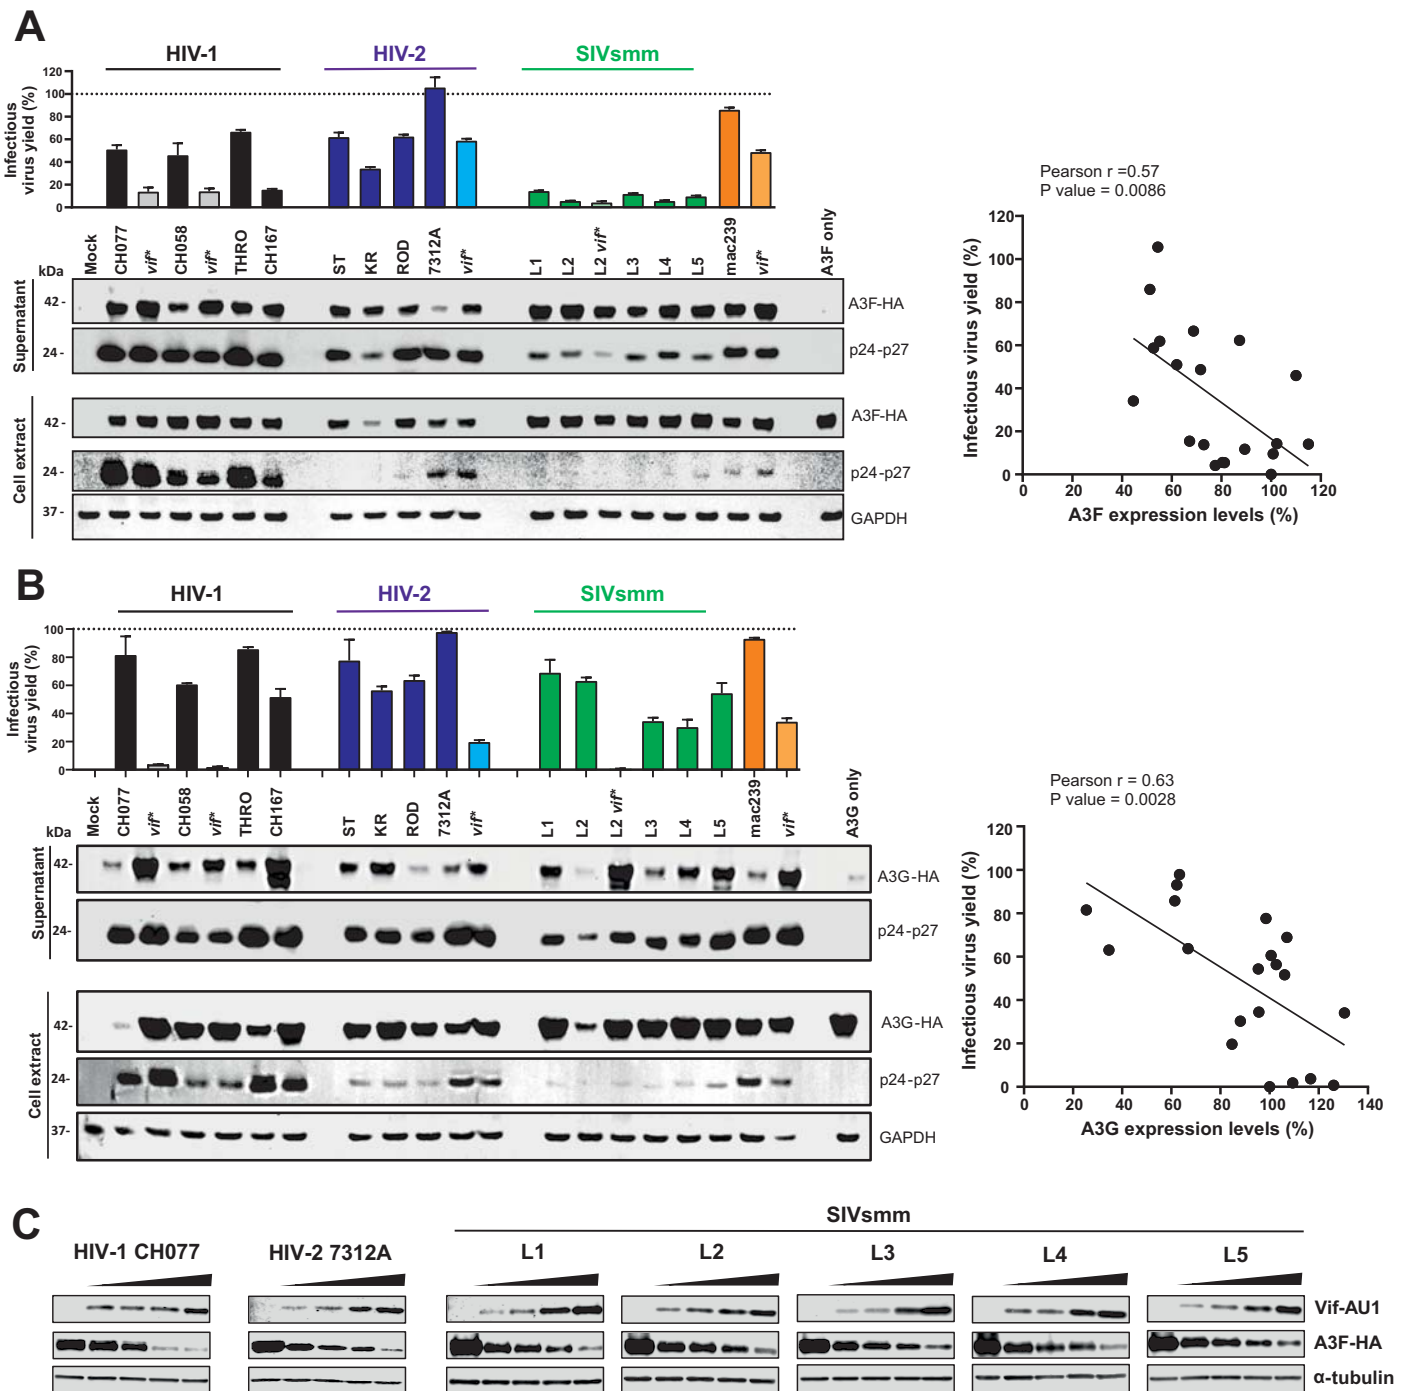 A
HIV-1 HIV-2 SIVsmm
Infectious virus yield (%)
120
100
80
60
40
20
0
Mock CH077 vif* CH058 vif* THRO CH167 ST KR ROD 7312A vif* L1 L2 L2 vif* L3 L4 L5 mac239 vif* A3F only
kDa
Supernatant
42 - A3F-HA
24 - p24-p27
Cell extract
42 - A3F-HA
24 - p24-p27
37 - GAPDH
Pearson r =0.57
P value = 0.0086
Infectious virus yield (%)
120
100
80
60
40
20
0
0 20 40 60 80 100 120
A3F expression levels (%)
B
HIV-1 HIV-2 SIVsmm
Infectious virus yield (%)
100
80
60
40
20
0
Mock CH077 vif* CH058 vif* THRO CH167 ST KR ROD 7312A vif* L1 L2 L2 vif* L3 L4 L5 mac239 vif* A3G only
kDa
Supernatant
42- A3G-HA
24- p24-p27
Cell extract
42- A3G-HA
24- p24-p27
37- GAPDH
Pearson r = 0.63
P value = 0.0028
Infectious virus yield (%)
120
100
80
60
40
20
0
0 20 40 60 80 100 120 140
A3G expression levels (%)
C
SIVsmm
HIV-1 CH077 HIV-2 7312A L1 L2 L3 L4 L5
Vif-AU1
A3F-HA
α-tubulin